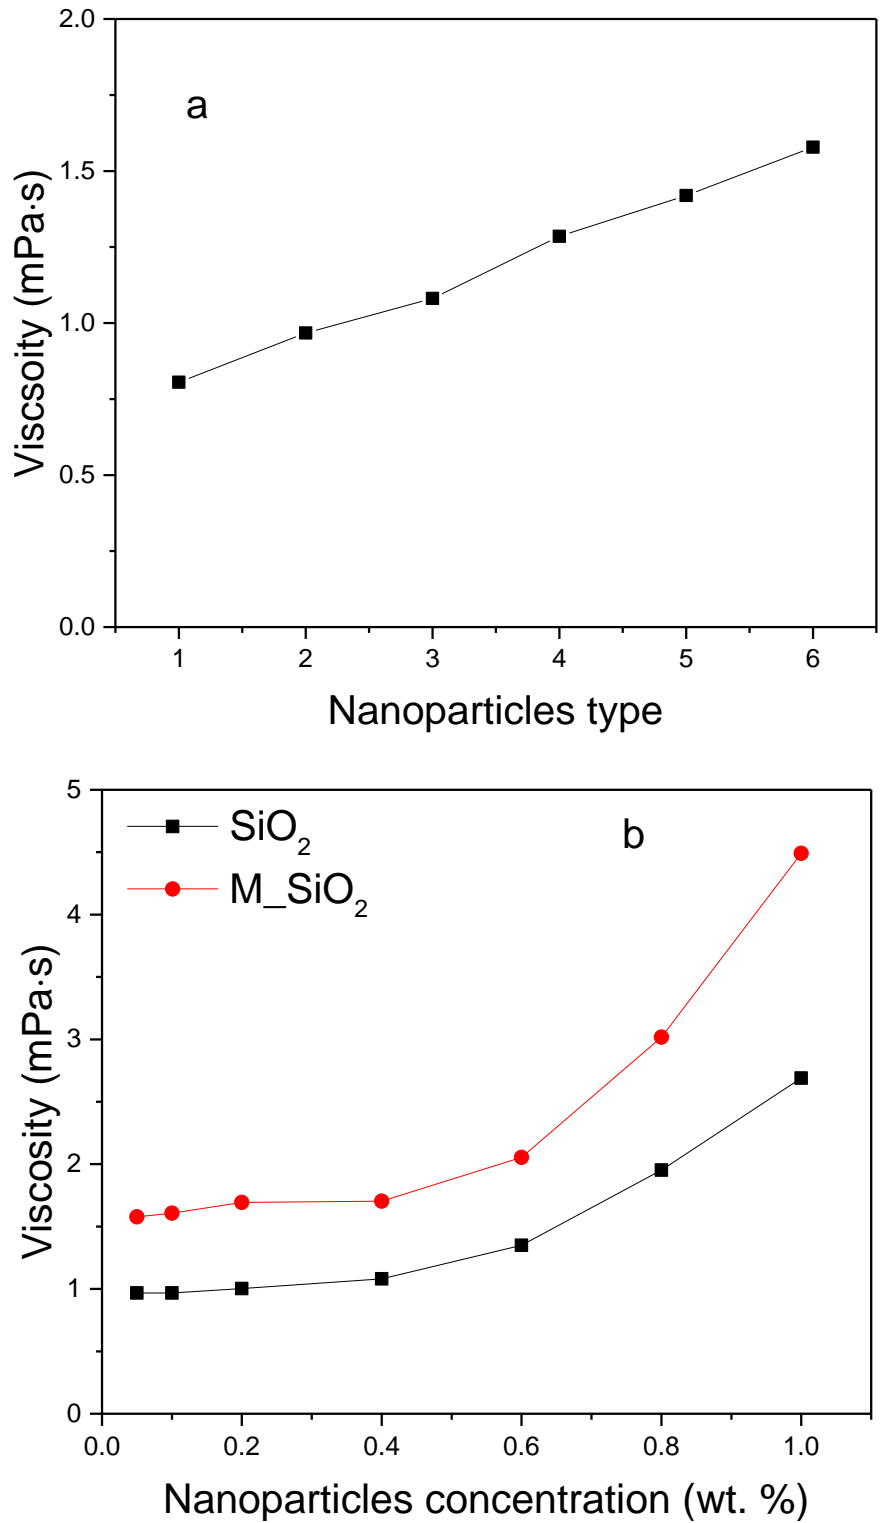 2.0
a
1.5
1.0
0.5
0.0
Viscsoity (mPa·s)
1 2 3 4 5 6
Nanoparticles type
5
SiO₂
b
M_SiO₂
4
3
2
1
0
Viscosity (mPa·s)
0.0 0.2 0.4 0.6 0.8 1.0
Nanoparticles concentration (wt. %)